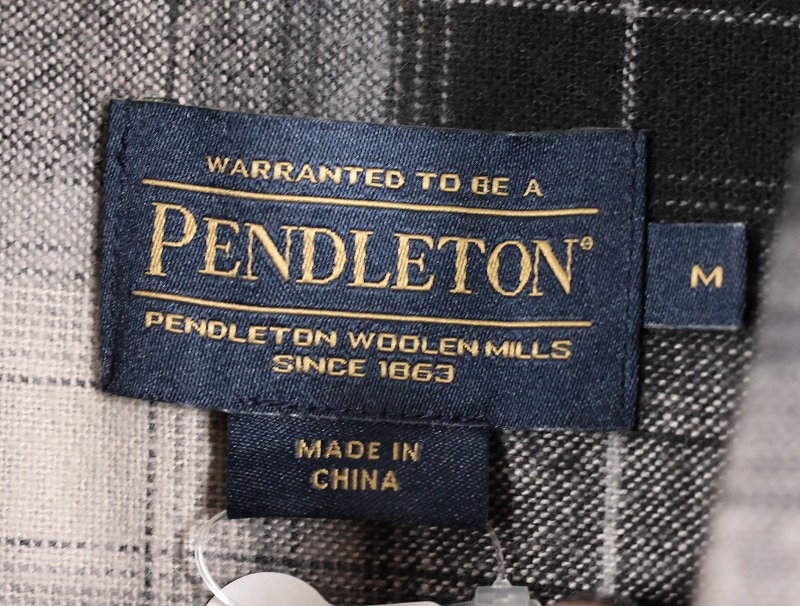 WARRANTED TO BE A
PENDLETON®
M
PENDLETON WOOLEN MILLS
SINCE 1863
MADE IN
CHINA